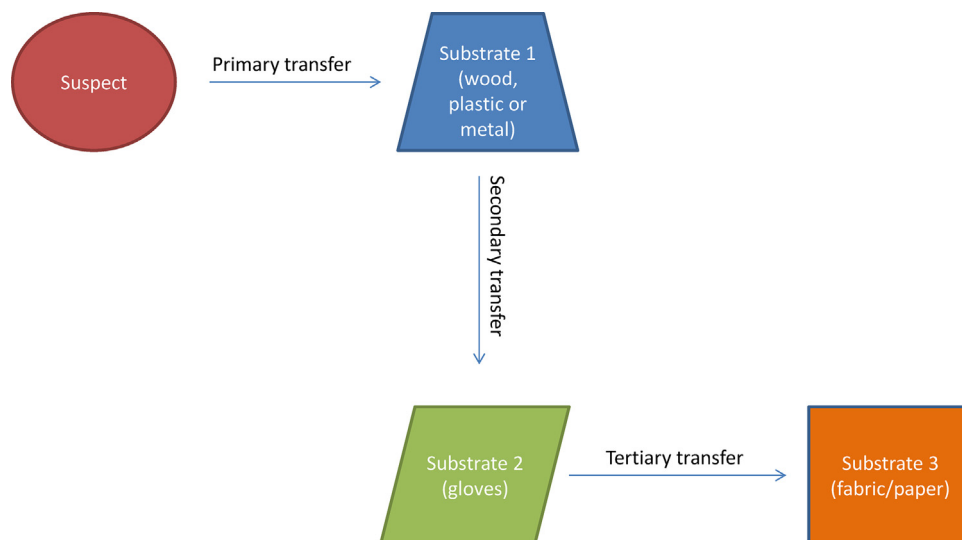 Suspect
Primary transfer
Substrate 1
(wood,
plastic or
metal)
Secondary transfer
Substrate 2
(gloves)
Tertiary transfer
Substrate 3
(fabric/paper)